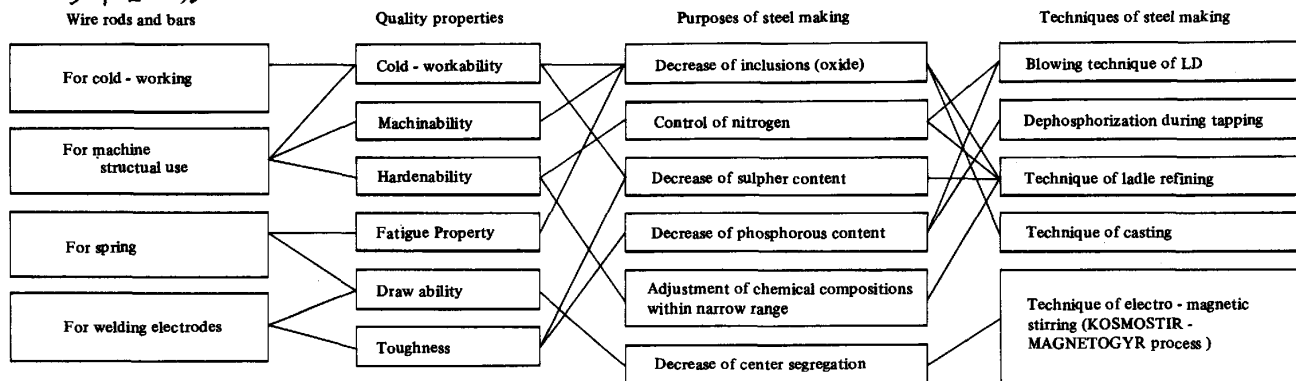 Wire rods and bars
For cold - working
For machine
structual use
For spring
For welding electrodes
Quality properties
Cold - workability
Machinability
Hardenability
Fatigue Property
Draw ability
Toughness
Purposes of steel making
Decrease of inclusions (oxide)
Control of nitrogen
Decrease of sulpher content
Decrease of phosphorous content
Adjustment of chemical compositions
within narrow range
Decrease of center segregation
Techniques of steel making
Blowing technique of LD
Dephosphorization during tapping
Technique of ladle refining
Technique of casting
Technique of electro - magnetic
stirring (KOSMOSTIR -
MAGNETOGYR process )